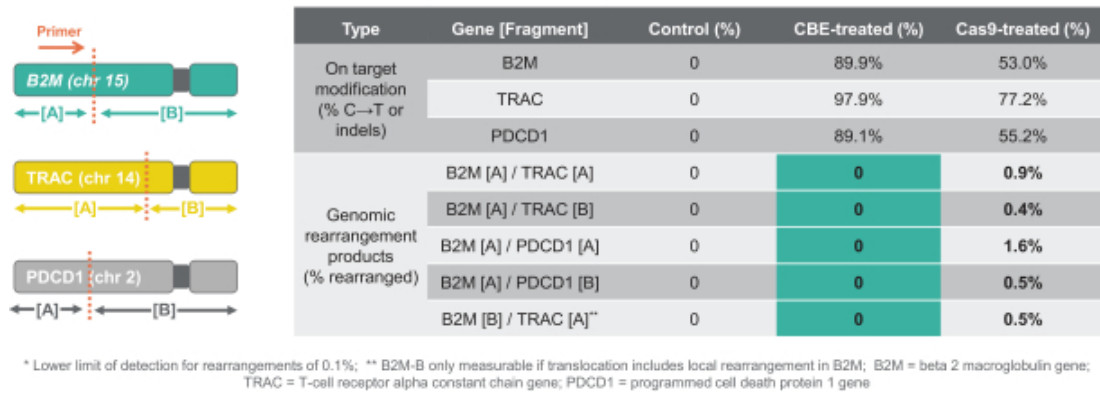 Primer
B2M (chr 15)
[A] [B]
TRAC (chr 14)
[A] [B]
PDCD1 (chr 2)
[A] [B]
Type Gene [Fragment] Control (%) CBE-treated (%) Cas9-treated (%)
On target
modification
(% C→T or
indels)
B2M 0 89.9% 53.0%
TRAC 0 97.9% 77.2%
PDCD1 0 89.1% 55.2%
Genomic
rearrangement
products
(% rearranged)
B2M [A] / TRAC [A] 0 0 0.9%
B2M [A] / TRAC [B] 0 0 0.4%
B2M [A] / PDCD1 [A] 0 0 1.6%
B2M [A] / PDCD1 [B] 0 0 0.5%
B2M [B] / TRAC [A]** 0 0 0.5%
* Lower limit of detection for rearrangements of 0.1%; ** B2M-B only measurable if translocation includes local rearrangement in B2M; B2M = beta 2 macroglobulin gene;
TRAC = T-cell receptor alpha constant chain gene; PDCD1 = programmed cell death protein 1 gene